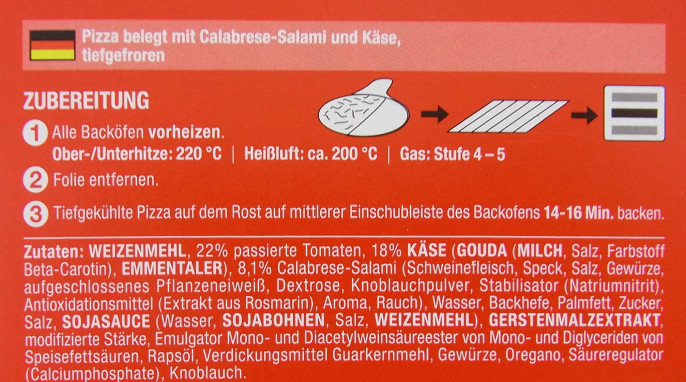 Pizza belegt mit Calabrese-Salami und Käse,
tiefgefroren
ZUBEREITUNG
1 Alle Backöfen vorheizen.
Ober-/Unterhitze: 220 °C | Heißluft: ca. 200 °C | Gas: Stufe 4 – 5
2 Folie entfernen.
3 Tiefgekühlte Pizza auf dem Rost auf mittlerer Einschubleiste des Backofens 14-16 Min. backen.
Zutaten: WEIZENMEHL, 22% passierte Tomaten, 18% KÄSE (GOUDA (MILCH, Salz, Farbstoff
Beta-Carotin), EMMENTALER), 8,1% Calabrese-Salami (Schweinefleisch, Speck, Salz, Gewürze,
aufgeschlossenes Pflanzeneiweiß, Dextrose, Knoblauchpulver, Stabilisator (Natriumnitrit),
Antioxidationsmittel (Extrakt aus Rosmarin), Aroma, Rauch), Wasser, Backhefe, Palmfett, Zucker,
Salz, SOJASAUCE (Wasser, SOJABOHNEN, Salz, WEIZENMEHL), GERSTENMALZEXTRAKT,
modifizierte Stärke, Emulgator Mono- und Diacetylweinsäureester von Mono- und Diglyceriden von
Speisefettsäuren, Rapsöl, Verdickungsmittel Guarkernmehl, Gewürze, Oregano, Säureregulator
(Calciumphosphate), Knoblauch.